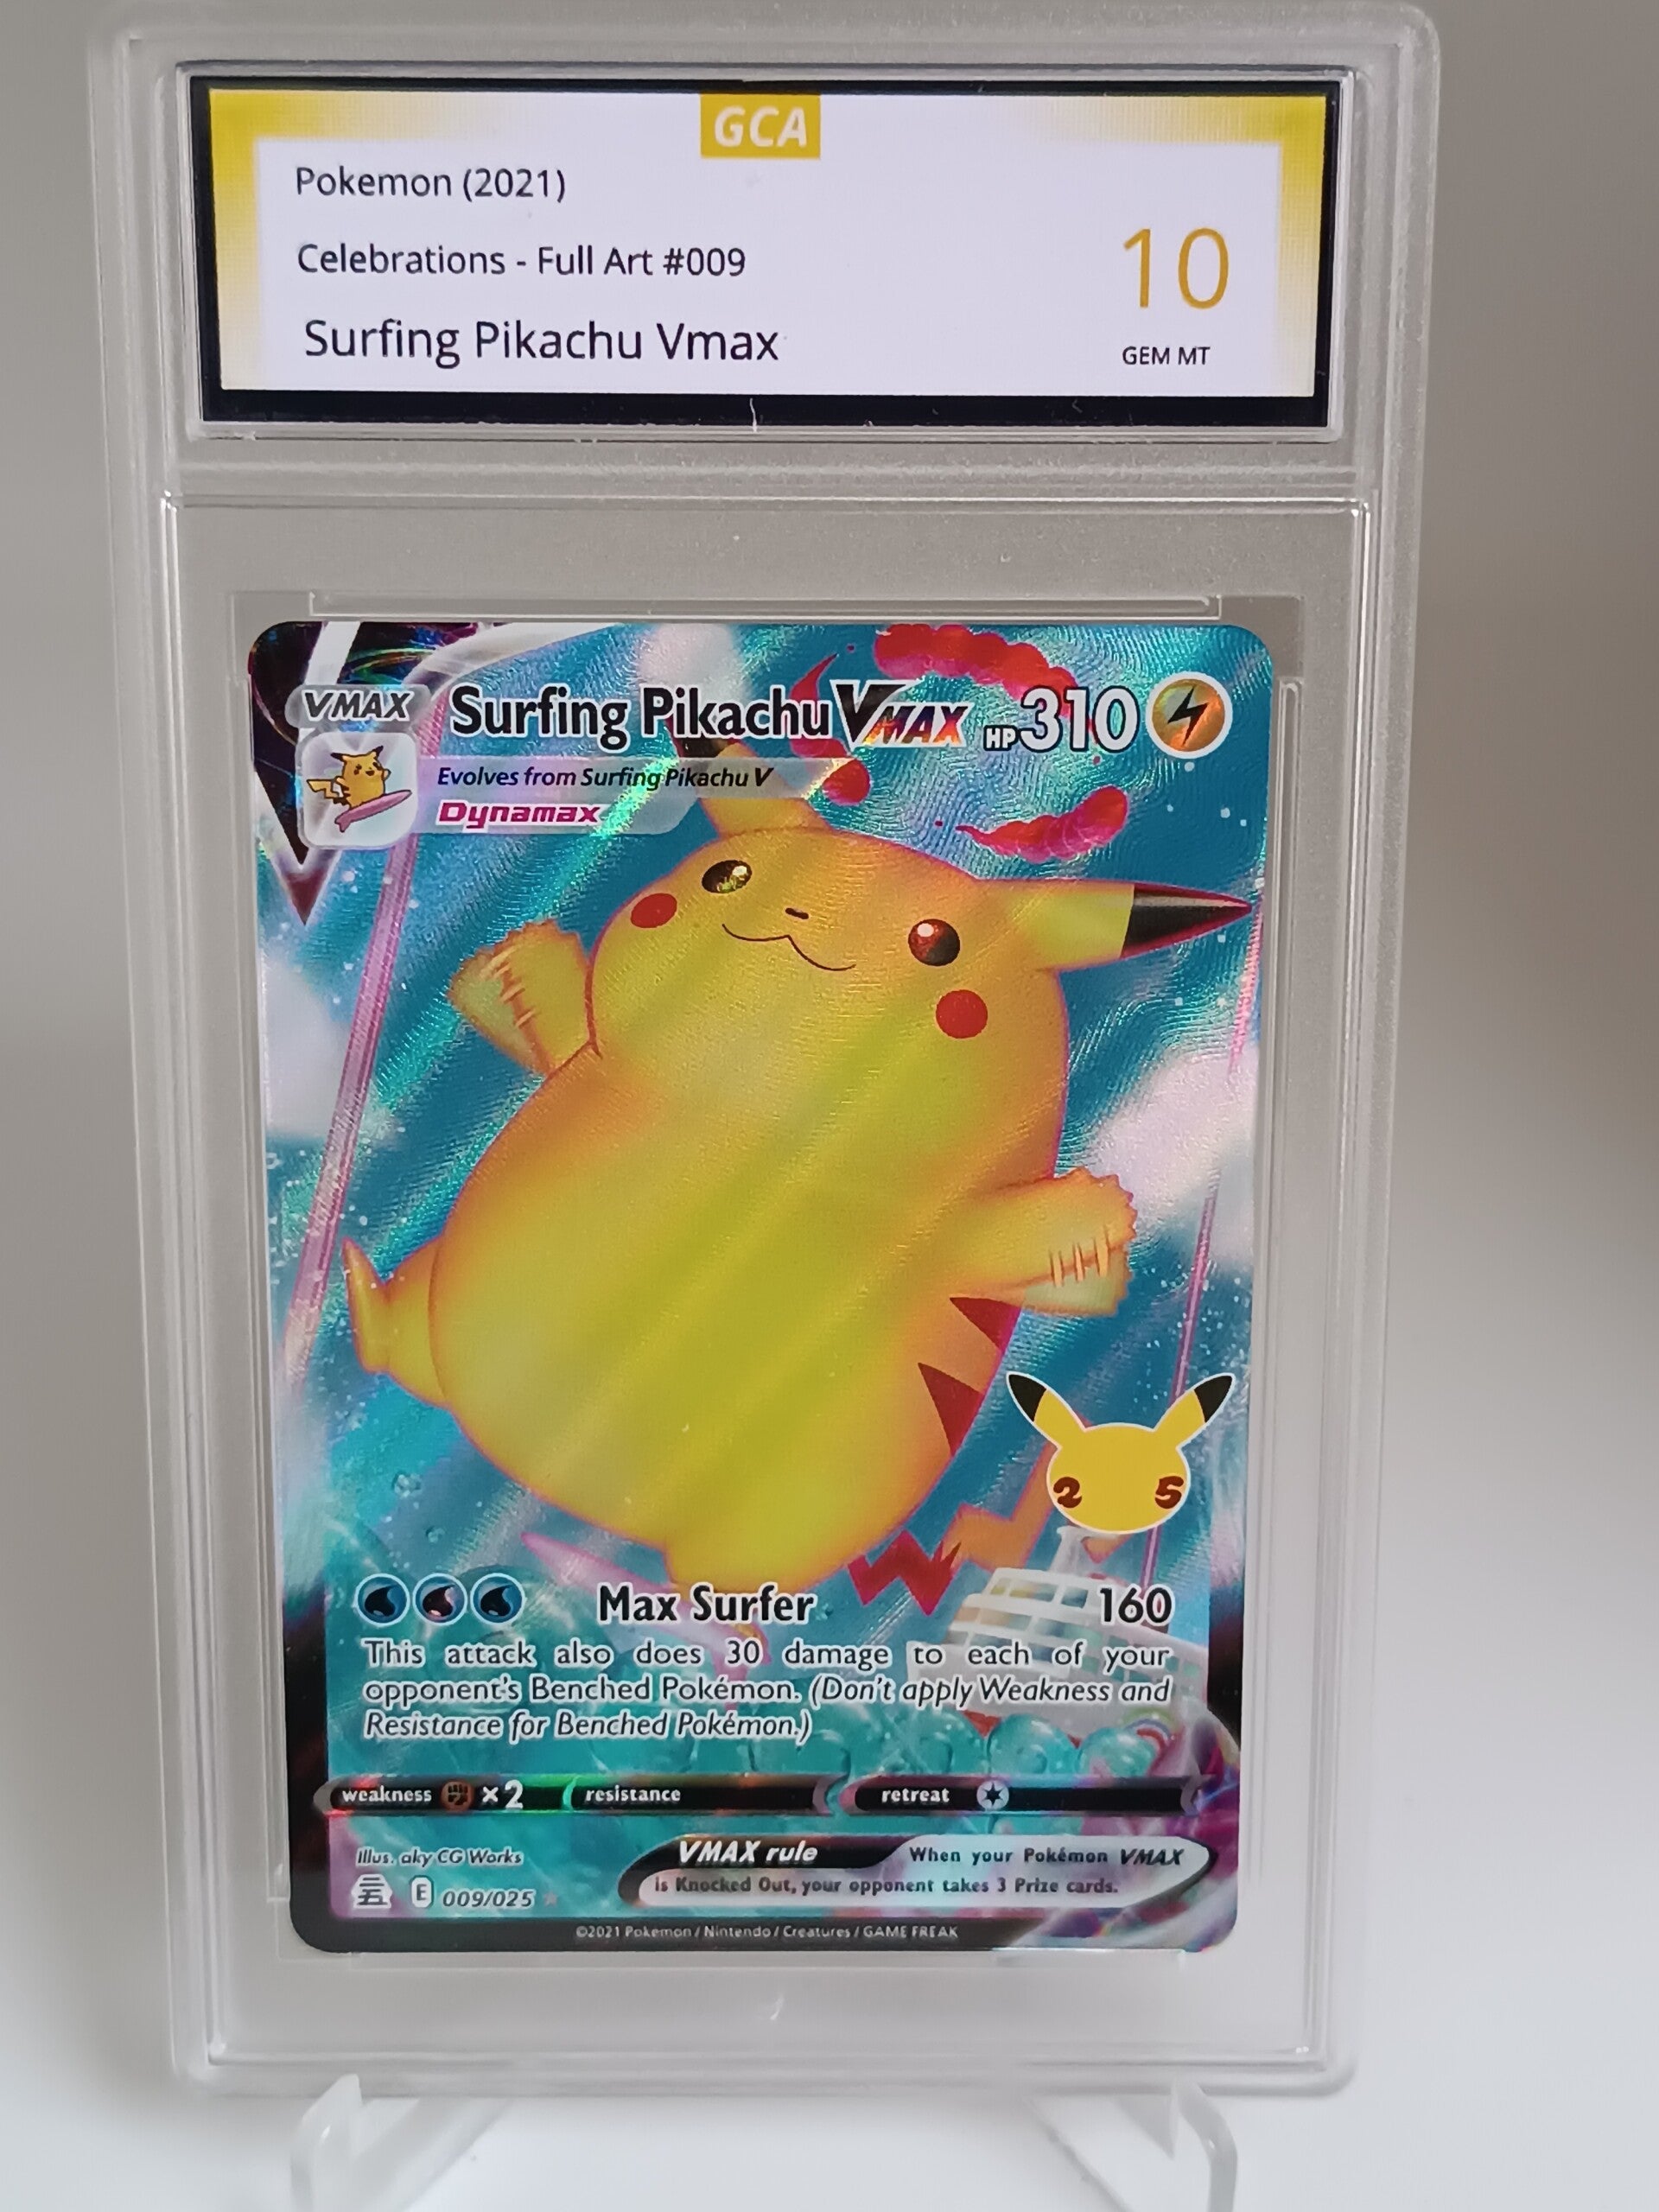 GCA
Pokemon (2021)
Celebrations - Full Art #009
10
Surfing Pikachu Vmax
GEM MT
VMAX
Surfing Pikachu VMAX HP 310
Evolves from Surfing Pikachu V
Dynamax
2 5
Max Surfer 160
This attack also does 30 damage to each of your
opponent's Benched Pokémon. (Don't apply Weakness and
Resistance for Benched Pokémon.)
weakness ×2 resistance retreat
Illus. aky CG Works
VMAX rule When your Pokémon VMAX
is Knocked Out, your opponent takes 3 Prize cards.
E 009/025
©2021 Pokémon / Nintendo / Creatures / GAME FREAK